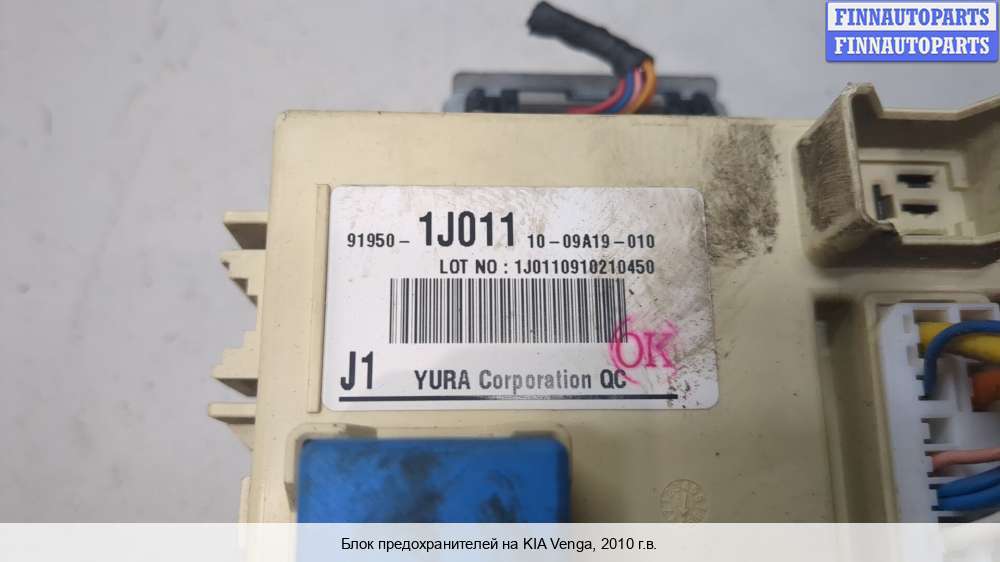 FINNAUTOPARTS
FINNAUTOPARTS
91950- 1J011 10-09A19-010
LOT NO : 1J0110910210450
OK
J1 YURA Corporation QC
Блок предохранителей на KIA Venga, 2010 г.в.